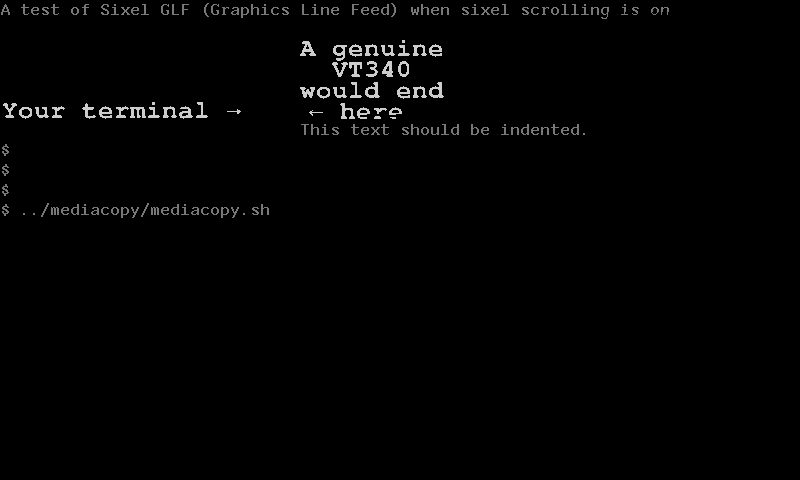 A test of Sixel GLF (Graphics Line Feed) when sixel scrolling is on
A genuine
VT340
would end
Your terminal → ← here
This text should be indented.
$
$
$
$ ../mediacopy/mediacopy.sh